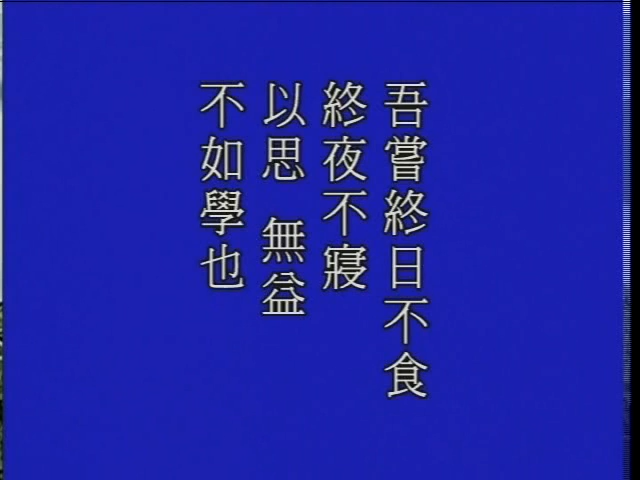 吾嘗終日不食
終夜不寢
以思 無益
不如學也